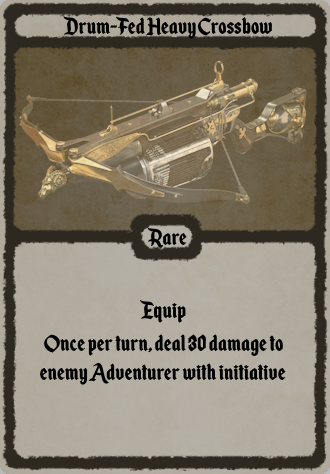 Drum-Fed Heavy Crossbow
Rare
Equip
Once per turn, deal 30 damage to
enemy Adventurer with initiative